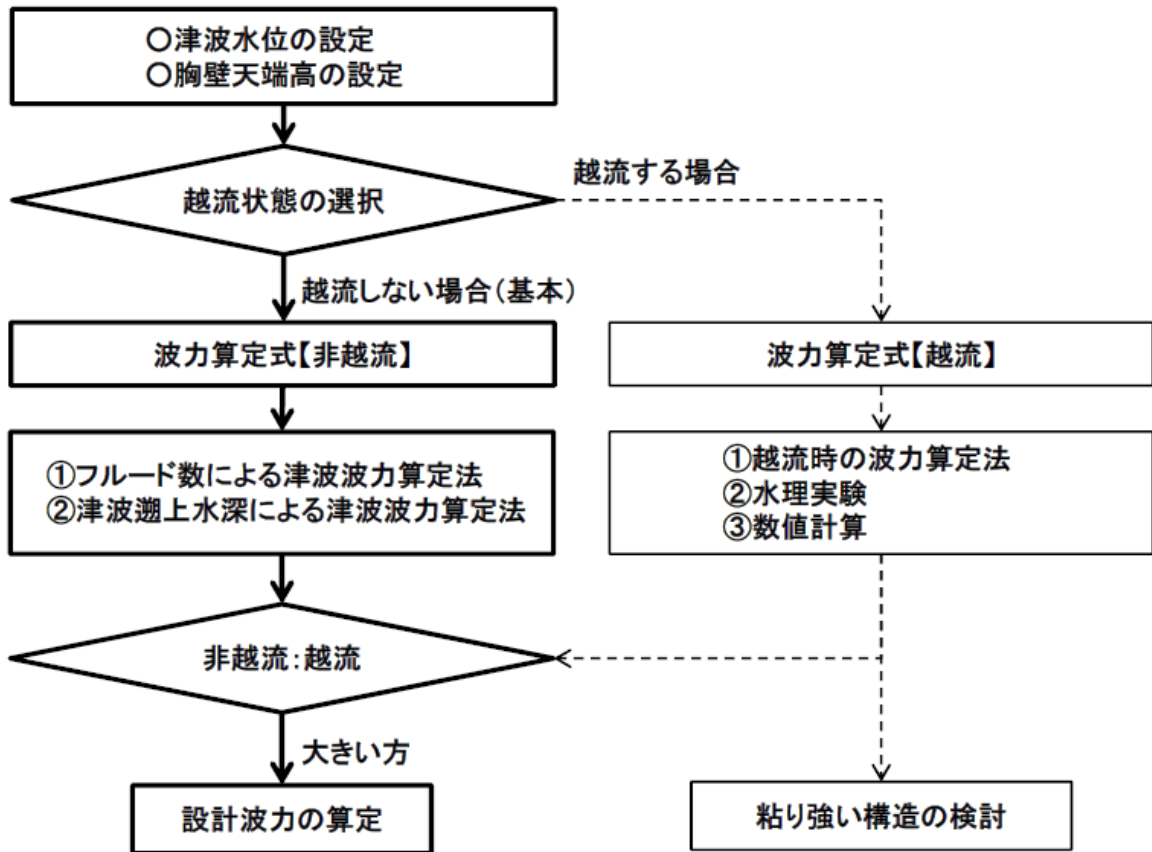 ○津波水位の設定
○胸壁天端高の設定
越流状態の選択
越流する場合
越流しない場合(基本)
波力算定式【非越流】
波力算定式【越流】
①フルード数による津波波力算定法
②津波遡上水深による津波波力算定法
①越流時の波力算定法
②水理実験
③数値計算
非越流:越流
大きい方
設計波力の算定
粘り強い構造の検討